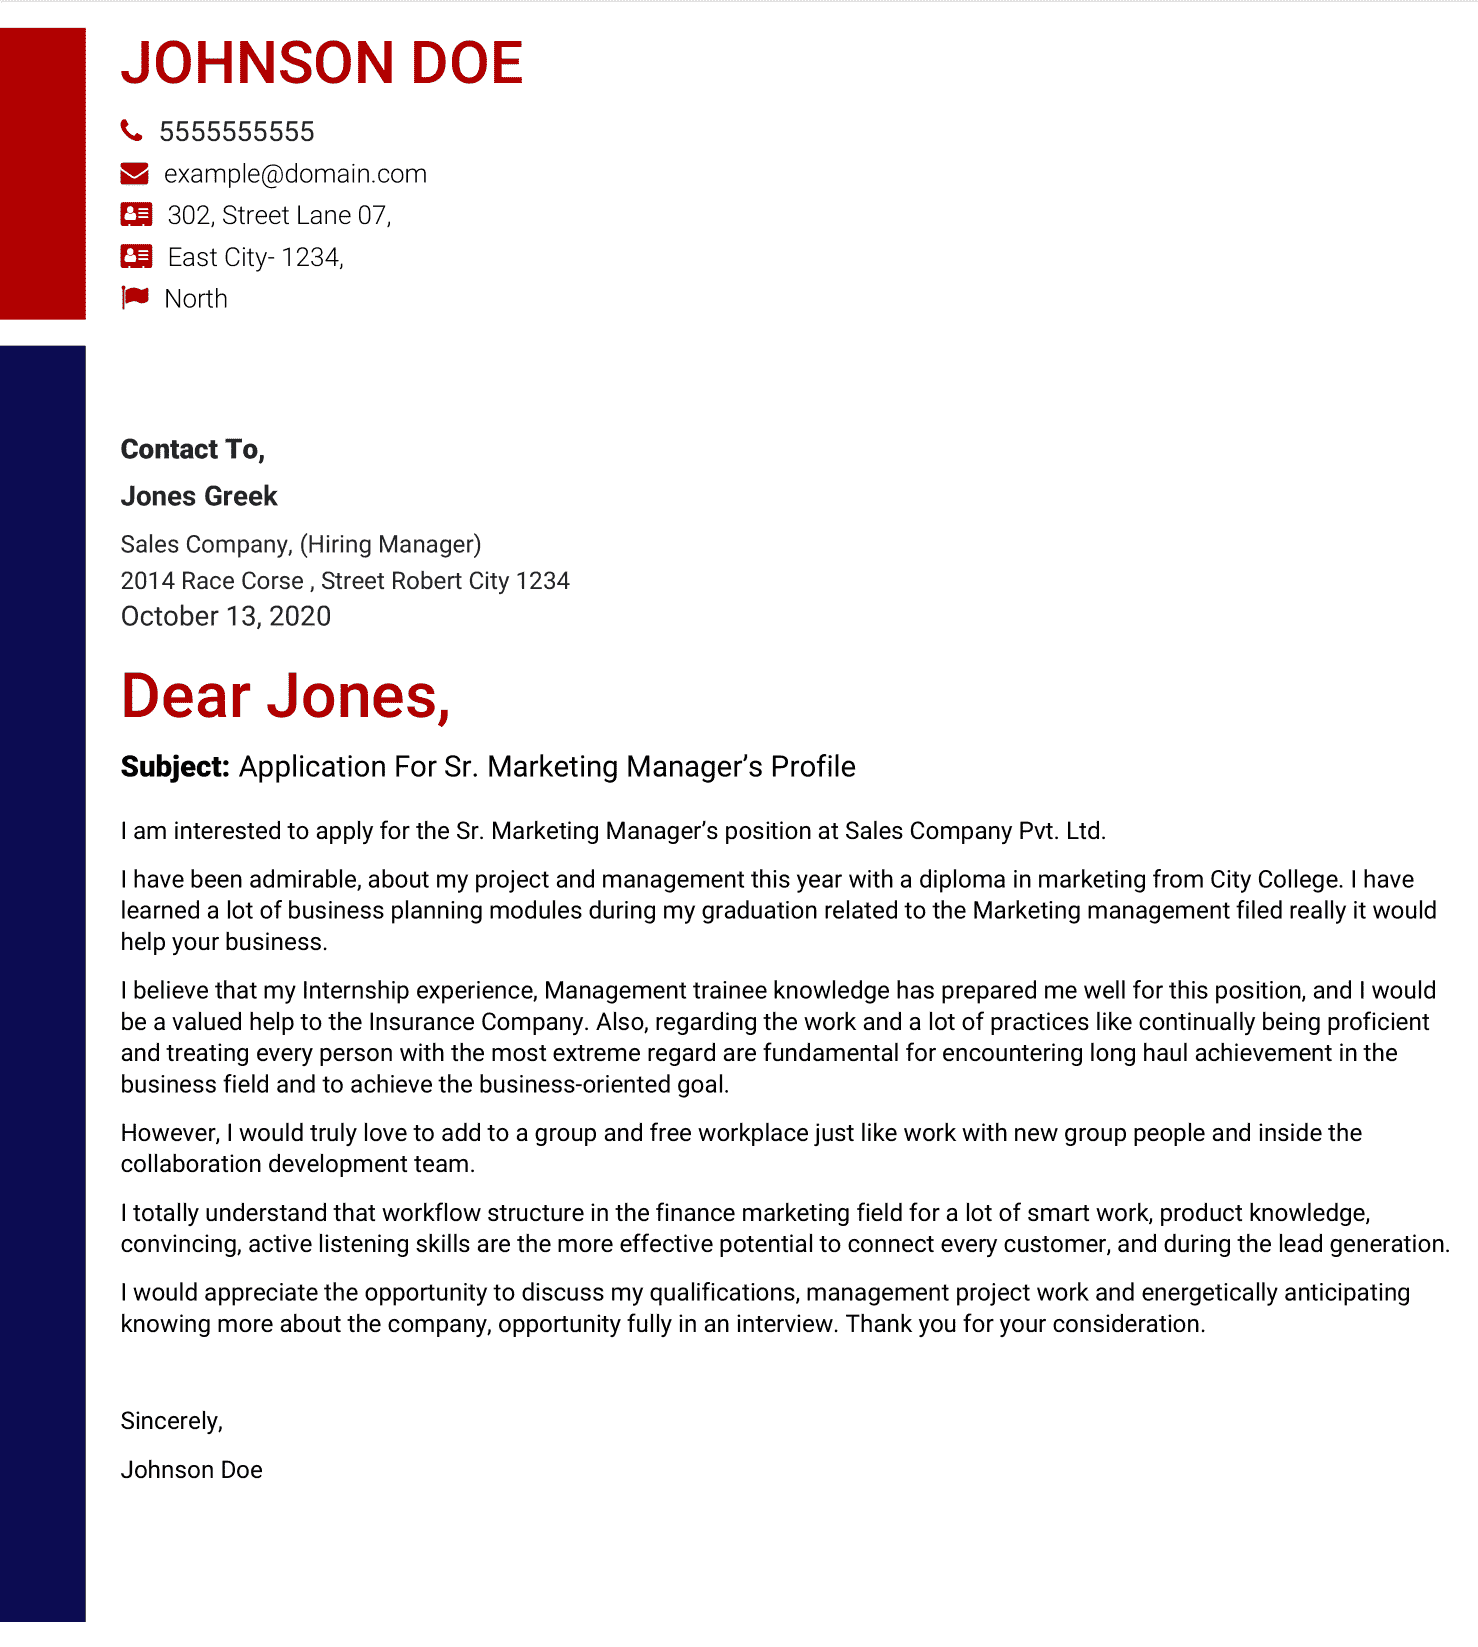 JOHNSON DOE
5555555555
example@domain.com
302, Street Lane 07,
East City- 1234,
North
Contact To,
Jones Greek
Sales Company, (Hiring Manager)
2014 Race Corse , Street Robert City 1234
October 13, 2020
Dear Jones,
Subject: Application For Sr. Marketing Manager’s Profile
I am interested to apply for the Sr. Marketing Manager’s position at Sales Company Pvt. Ltd.
I have been admirable, about my project and management this year with a diploma in marketing from City College. I have
learned a lot of business planning modules during my graduation related to the Marketing management filed really it would
help your business.
I believe that my Internship experience, Management trainee knowledge has prepared me well for this position, and I would
be a valued help to the Insurance Company. Also, regarding the work and a lot of practices like continually being proficient
and treating every person with the most extreme regard are fundamental for encountering long haul achievement in the
business field and to achieve the business-oriented goal.
However, I would truly love to add to a group and free workplace just like work with new group people and inside the
collaboration development team.
I totally understand that workflow structure in the finance marketing field for a lot of smart work, product knowledge,
convincing, active listening skills are the more effective potential to connect every customer, and during the lead generation.
I would appreciate the opportunity to discuss my qualifications, management project work and energetically anticipating
knowing more about the company, opportunity fully in an interview. Thank you for your consideration.
Sincerely,
Johnson Doe